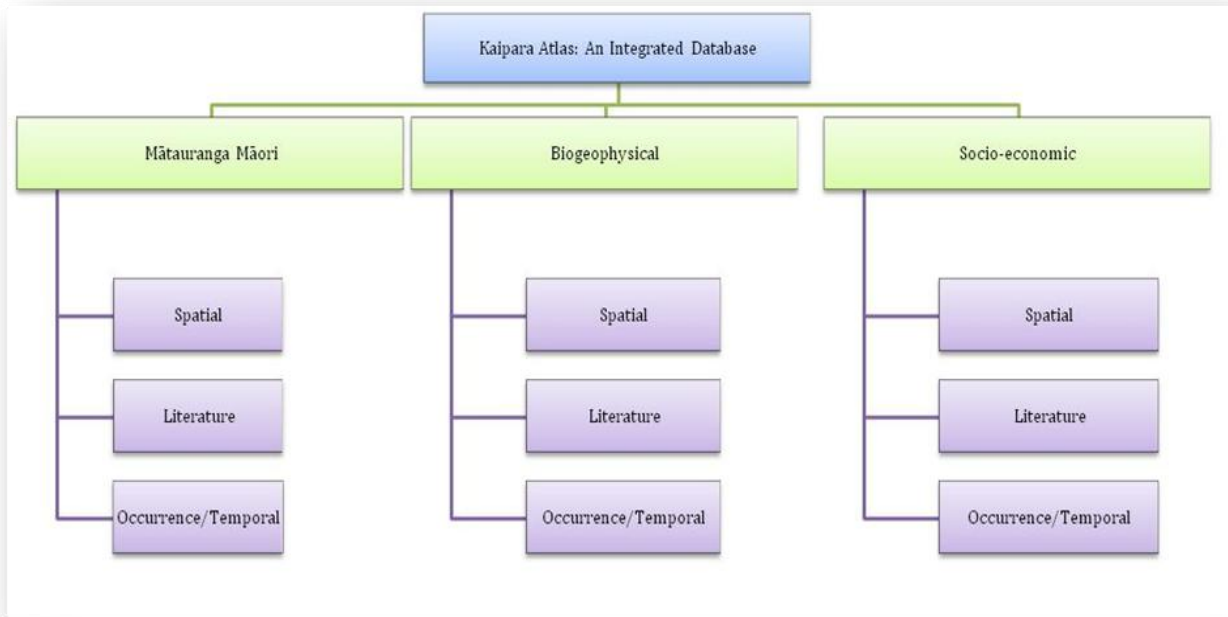 Kaipara Atlas: An Integrated Database
Mātauranga Māori
Biogeophysical
Socio-economic
Spatial
Literature
Occurrence/Temporal
Spatial
Literature
Occurrence/Temporal
Spatial
Literature
Occurrence/Temporal